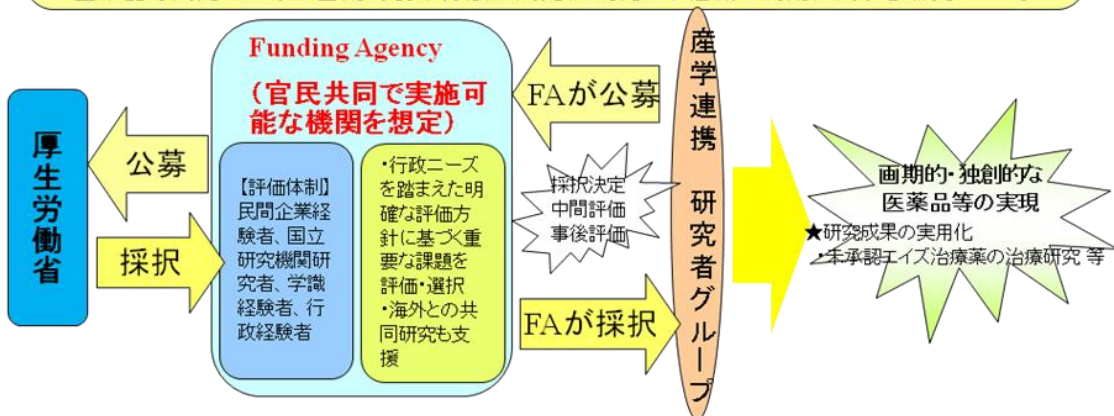 Funding Agency
(官民共同で実施可
能な機関を想定)
厚生労働省
公募
採択
【評価体制】
民間企業経
験者、国立
研究機関研
究者、学識
経験者、行
政経験者
・行政ニーズ
を踏まえた明
確な評価方
針に基づく重
要な課題を
評価・選択
・海外との共
同研究も支
援
FAが公募
採択決定
中間評価
事後評価
FAが採択
産学連携 研究者グループ
画期的・独創的な
医薬品等の実現
★研究成果の実用化
・未承認エイズ治療薬の治療研究 等